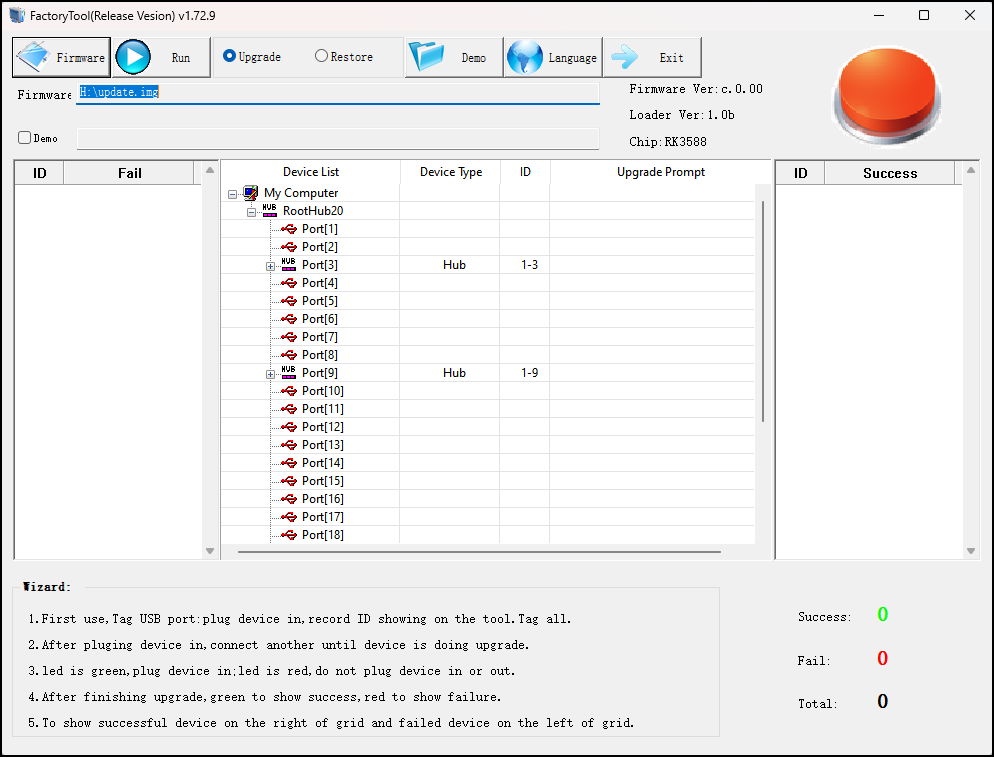 FactoryTool(Release Vesion) v1.72.9
Firmware Run Upgrade Restore Demo Language Exit
Firmware H:\update.img
Firmware Ver:c.0.00
Loader Ver:1.0b
Demo
Chip:RK3588
ID Fail
Device List Device Type ID Upgrade Prompt
ID Success
My Computer
HUB RootHub20
Port[1]
Port[2]
HUB Port[3] Hub 1-3
Port[4]
Port[5]
Port[6]
Port[7]
Port[8]
HUB Port[9] Hub 1-9
Port[10]
Port[11]
Port[12]
Port[13]
Port[14]
Port[15]
Port[16]
Port[17]
Port[18]
Wizard:
1.First use,Tag USB port:plug device in,record ID showing on the tool.Tag all.
2.After pluging device in,connect another until device is doing upgrade.
3.led is green,plug device in;led is red,do not plug device in or out.
4.After finishing upgrade,green to show success,red to show failure.
5.To show successful device on the right of grid and failed device on the left of grid.
Success: 0
Fail: 0
Total: 0